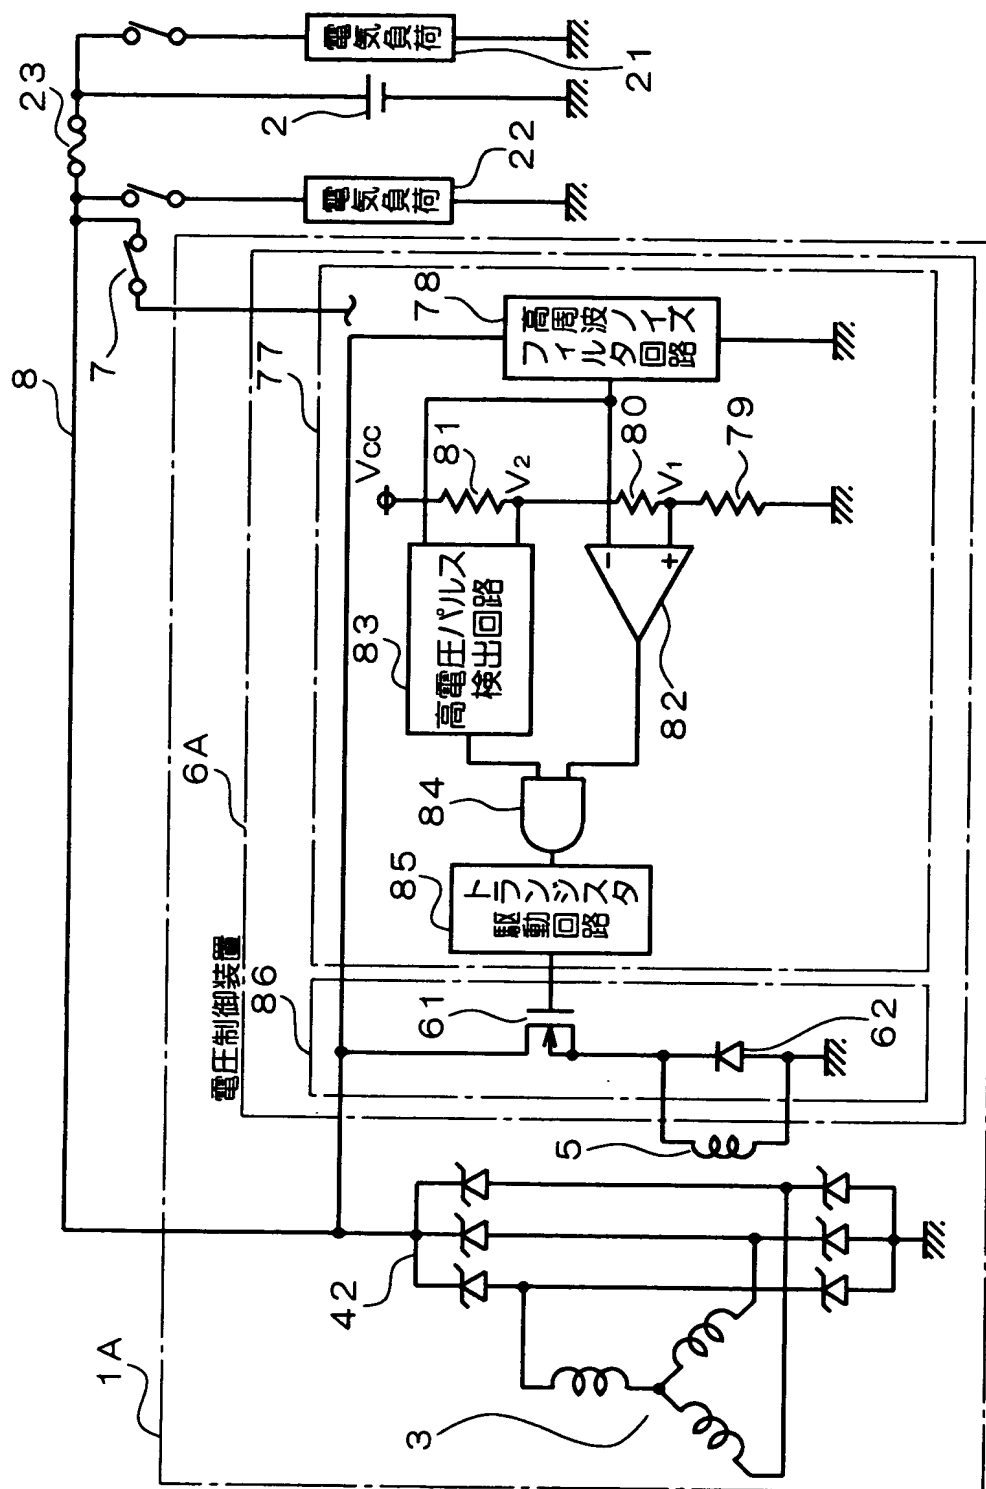 1A
8
電圧制御装置
6A
86
77
7
23
電気負荷
21
2
電気負荷
22
42
3
5
61
62
トランジスタ
駆動回路
85
84
高電圧パルス
検出回路
83
82
−
+
Vcc
81
V2
80
V1
79
高周波ノイズ
フィルタ回路
78